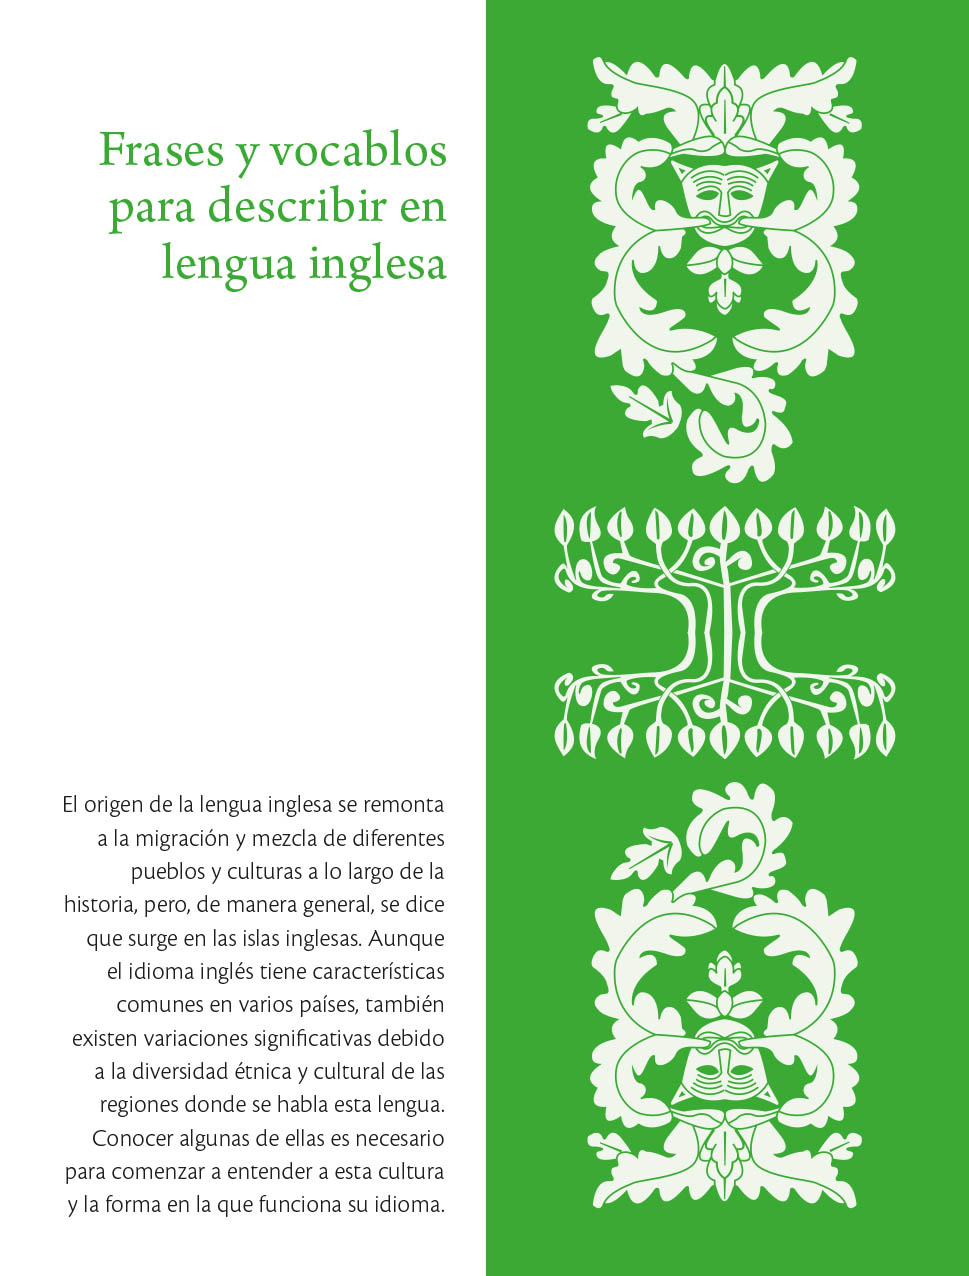 Frases y vocablos
para describir en
lengua inglesa
El origen de la lengua inglesa se remonta
a la migración y mezcla de diferentes
pueblos y culturas a lo largo de la
historia, pero, de manera general, se dice
que surge en las islas inglesas. Aunque
el idioma inglés tiene características
comunes en varios países, también
existen variaciones significativas debido
a la diversidad étnica y cultural de las
regiones donde se habla esta lengua.
Conocer algunas de ellas es necesario
para comenzar a entender a esta cultura
y la forma en la que funciona su idioma.